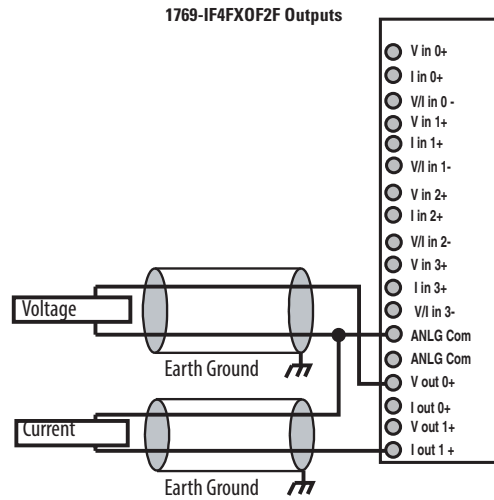 1769-IF4FXOF2F Outputs
V in 0+
I in 0+
V/I in 0 -
V in 1+
I in 1+
V/I in 1-
V in 2+
I in 2+
V/I in 2-
V in 3+
I in 3+
V/I in 3-
ANLG Com
ANLG Com
V out 0+
I out 0+
V out 1+
I out 1 +
Voltage
Earth Ground
Current
Earth Ground